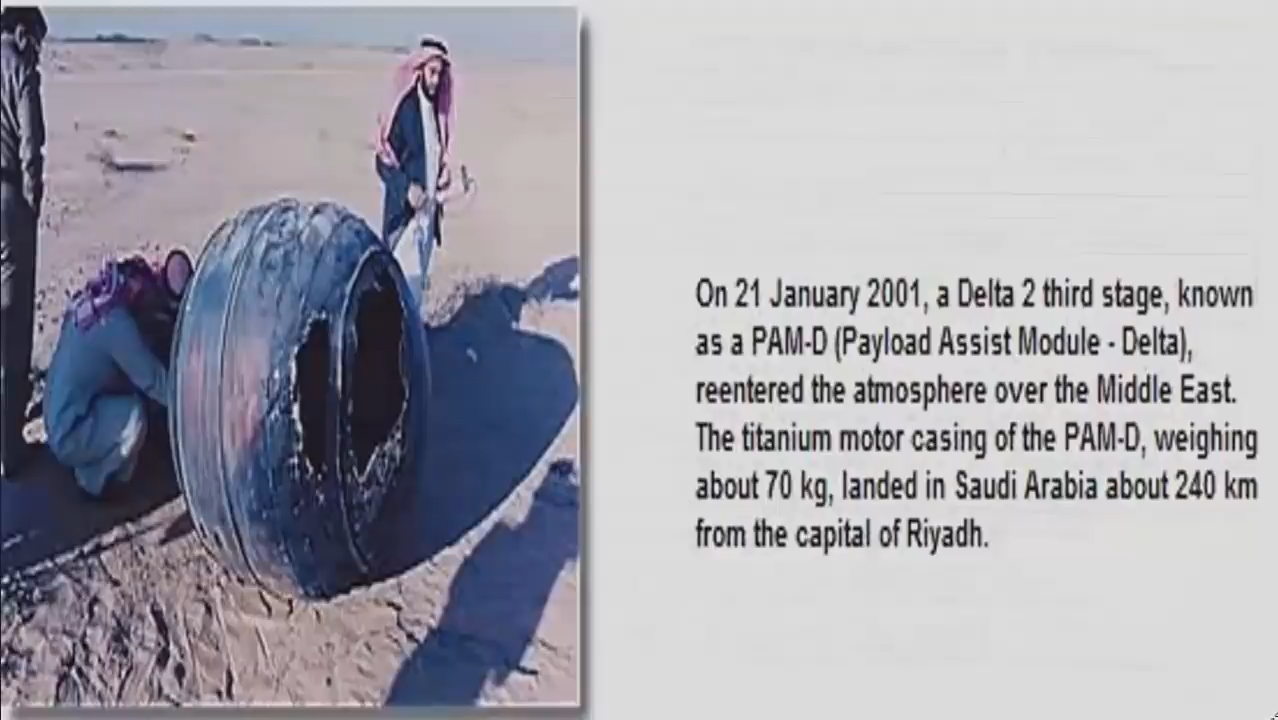 On 21 January 2001, a Delta 2 third stage, known
as a PAM-D (Payload Assist Module - Delta),
reentered the atmosphere over the Middle East.
The titanium motor casing of the PAM-D, weighing
about 70 kg, landed in Saudi Arabia about 240 km
from the capital of Riyadh.